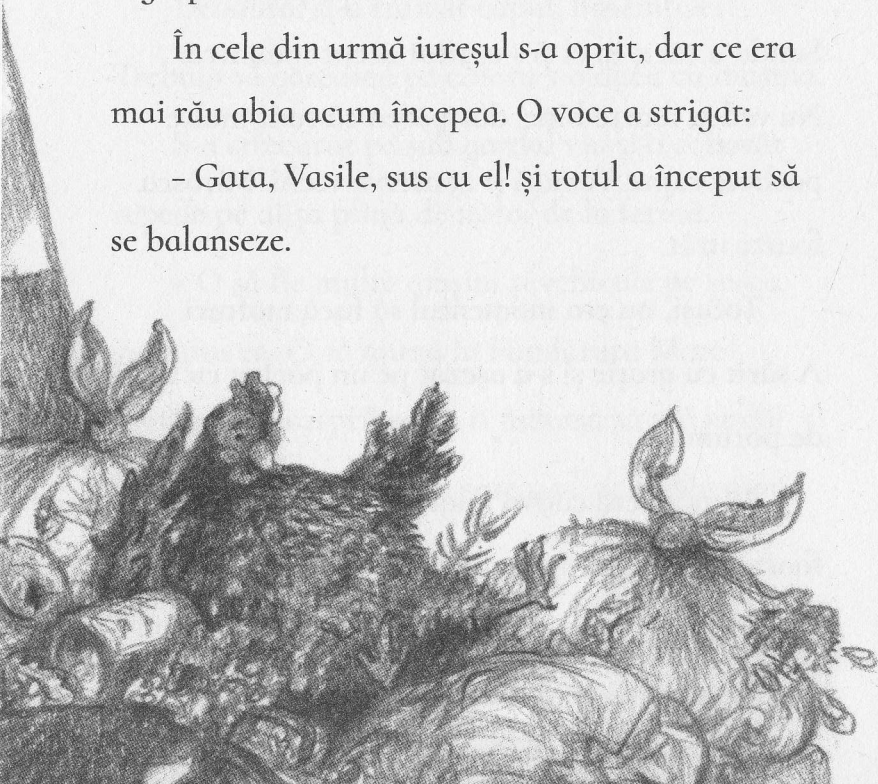 În cele din urmă iureșul s-a oprit, dar ce era
mai rău abia acum începea. O voce a strigat:
– Gata, Vasile, sus cu el! și totul a început să
se balanseze.